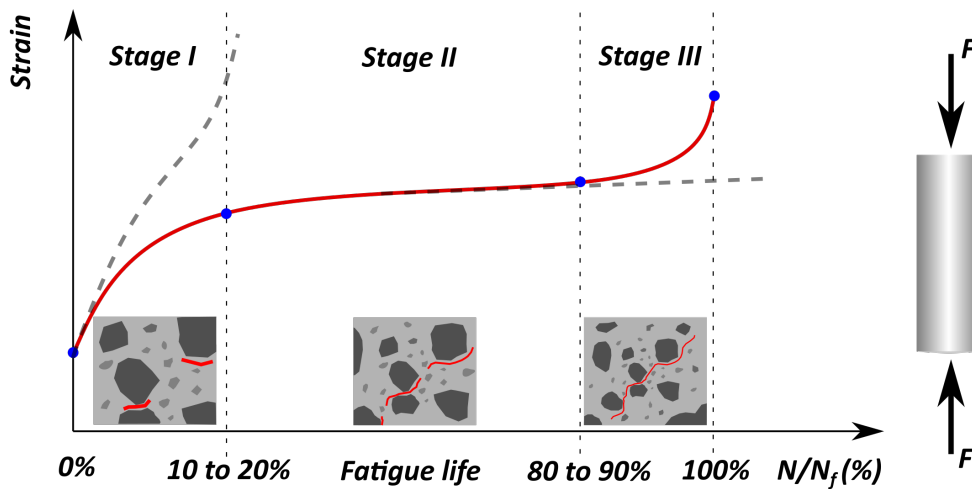 Strain
Stage I
Stage II
Stage III
F
0%
10 to 20%
Fatigue life
80 to 90%
100%
N/Nf(%)
F